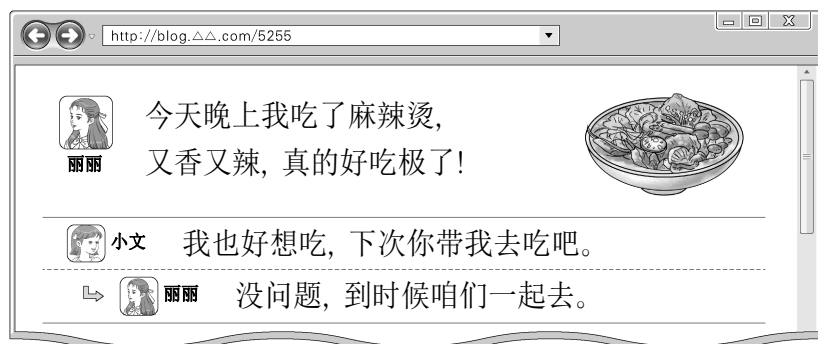 http://blog.△△.com/5255
今天晚上我吃了麻辣烫,
丽丽
又香又辣, 真的好吃极了!
小文 我也好想吃, 下次你带我去吃吧。
丽丽 没问题, 到时候咱们一起去。